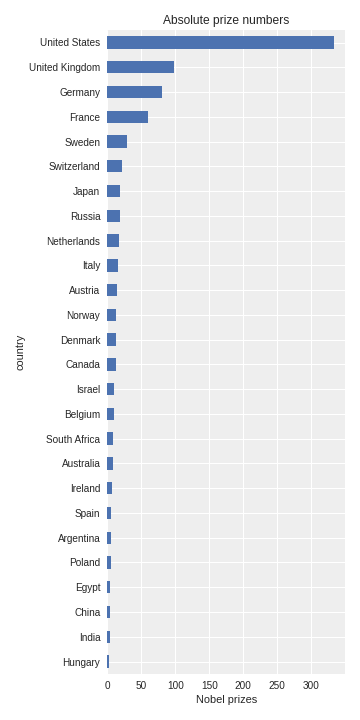 Absolute prize numbers
United States
United Kingdom
Germany
France
Sweden
Switzerland
Japan
Russia
Netherlands
Italy
Austria
Norway
Denmark
Canada
Israel
Belgium
South Africa
Australia
Ireland
Spain
Argentina
Poland
Egypt
China
India
Hungary
country
0 50 100 150 200 250 300
Nobel prizes